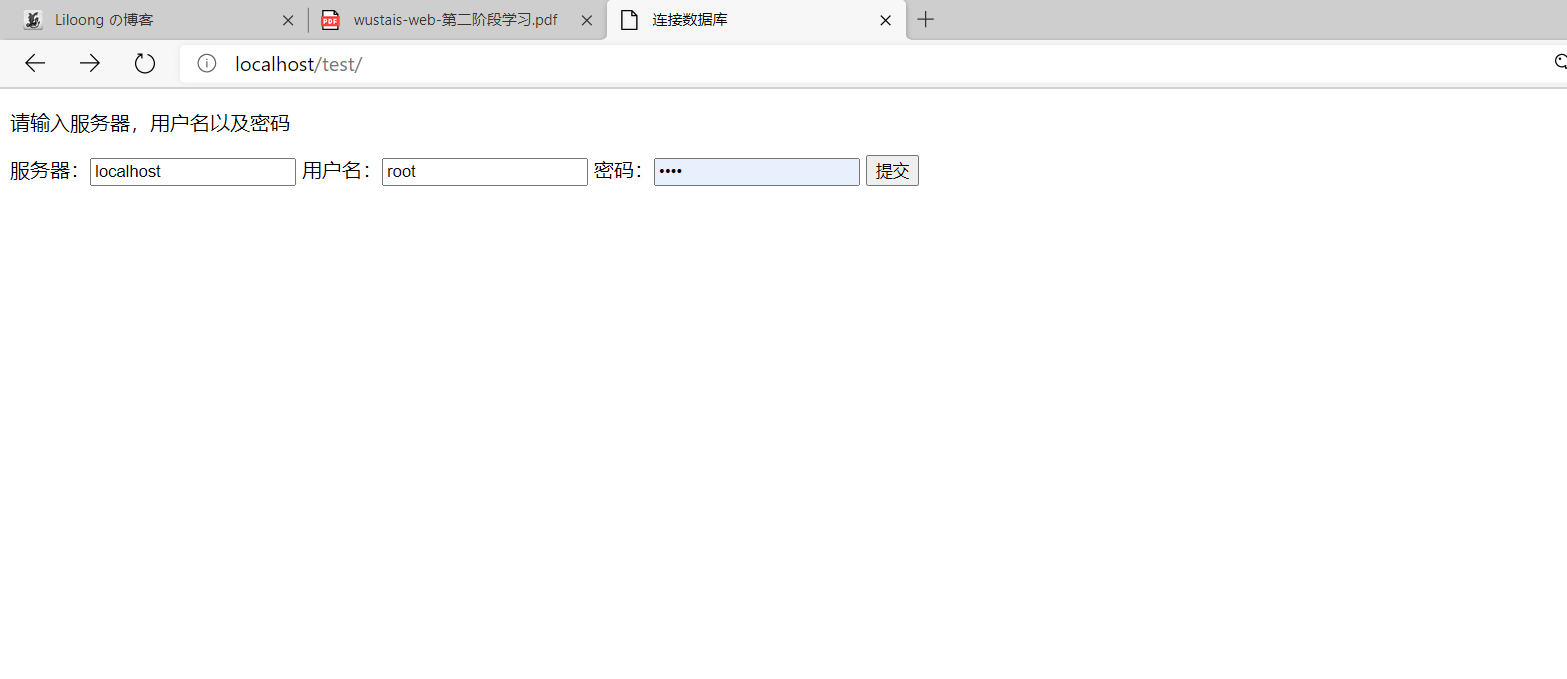 Liloong の博客
wustais-web-第二阶段学习.pdf
连接数据库
localhost/test/
请输入服务器，用户名以及密码
服务器：localhost 用户名：root 密码：•••• 提交